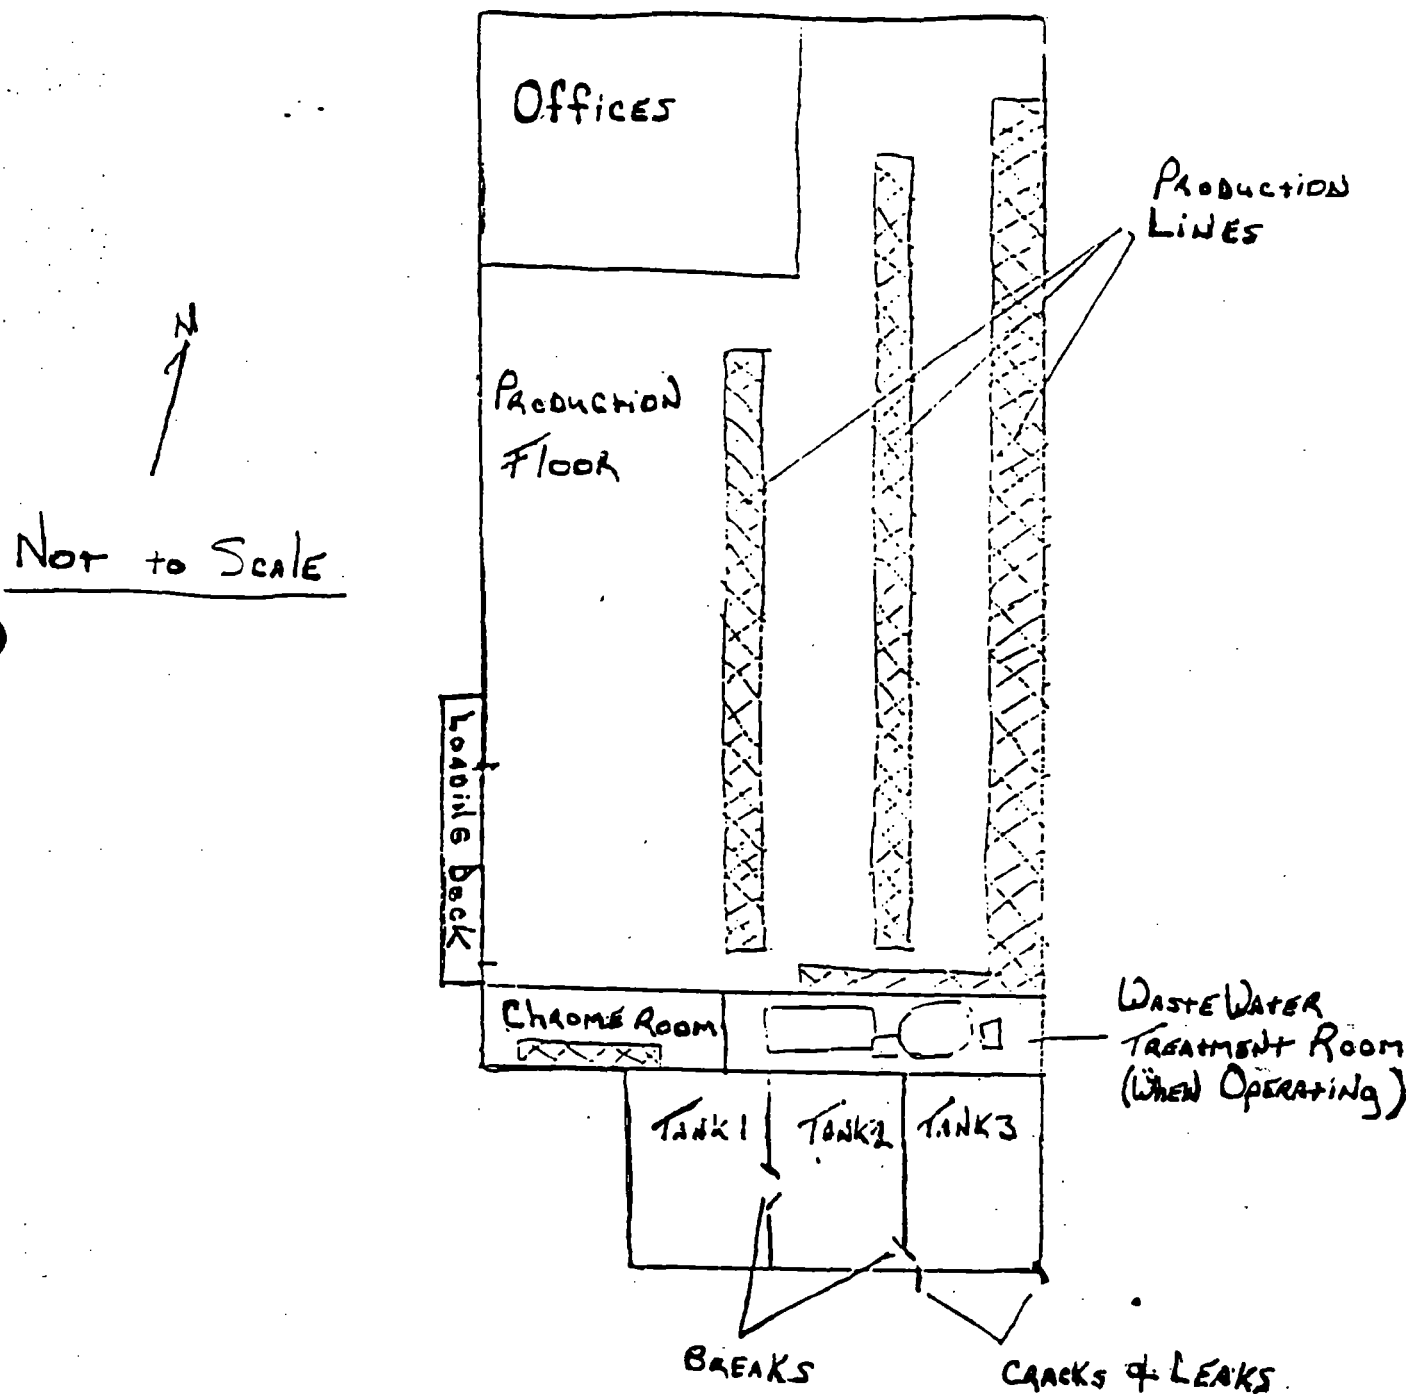 Offices
Production
Lines
N
Production
Floor
Not to Scale
Loading Dock
Chrome Room
Waste Water
Treatment Room
(When Operating)
Tank 1
Tank 2
Tank 3
Breaks
Cracks & Leaks